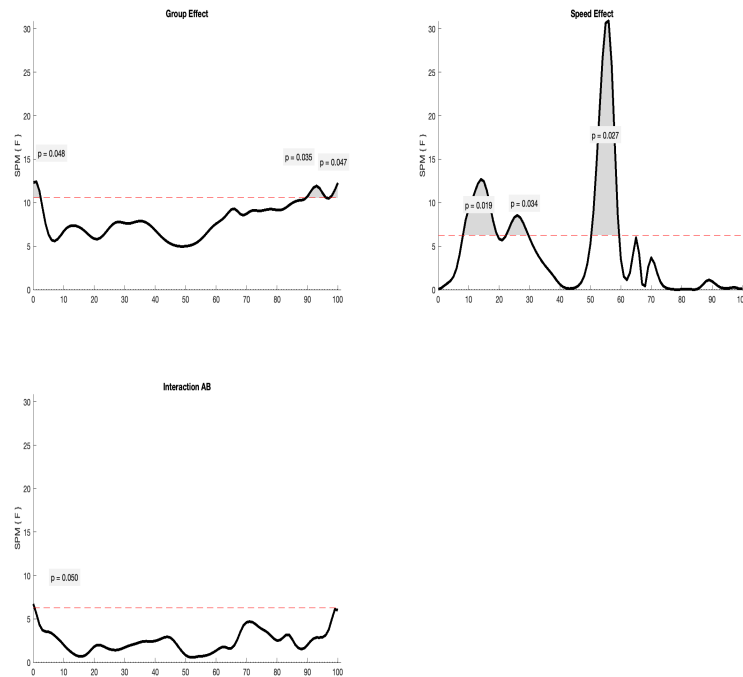 Group Effect
30
25
20
15
10
5
0
SPM { F }
p = 0.048
p = 0.035
p = 0.047
0 10 20 30 40 50 60 70 80 90 100
Speed Effect
30
25
20
15
10
5
0
SPM { F }
p = 0.019
p = 0.034
p = 0.027
0 10 20 30 40 50 60 70 80 90 100
Interaction AB
30
25
20
15
10
5
0
SPM { F }
p = 0.050
0 10 20 30 40 50 60 70 80 90 100